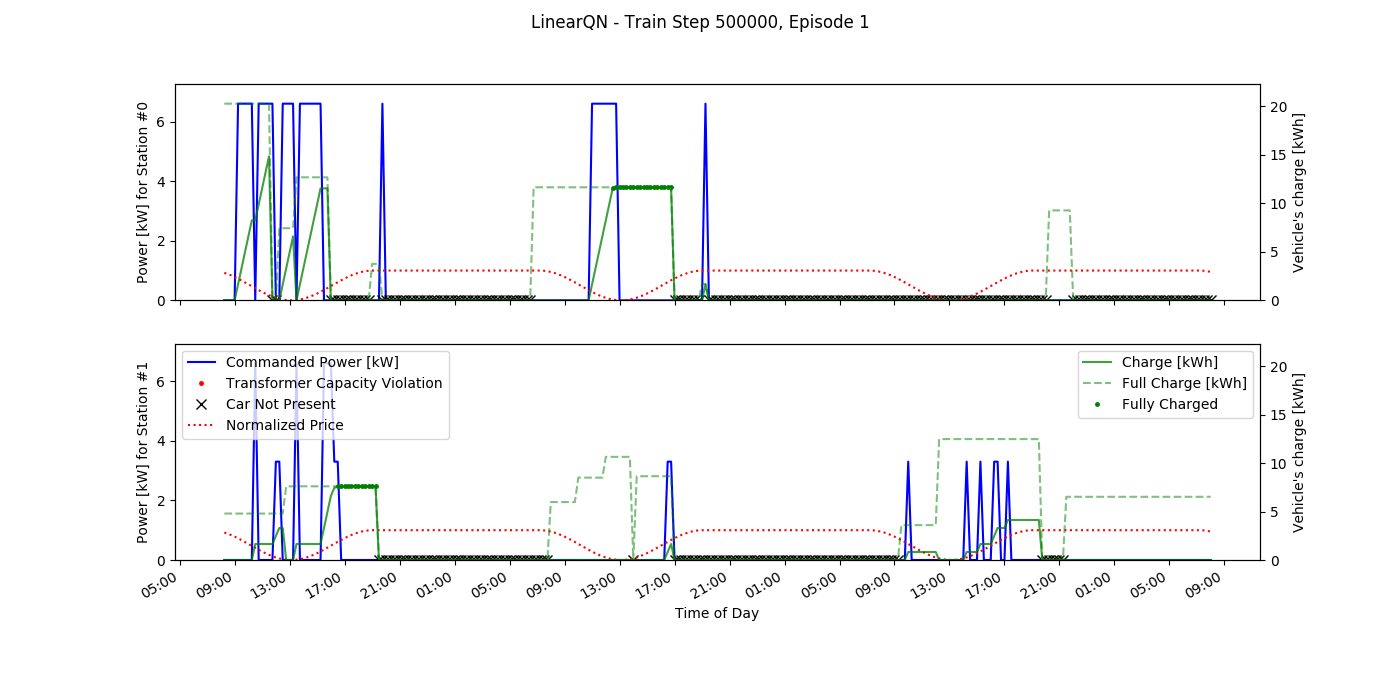 LinearQN - Train Step 500000, Episode 1
Power [kW] for Station #0
6
4
2
0
20
15
10
5
0
Vehicle's charge [kWh]
Power [kW] for Station #1
6
4
2
0
Commanded Power [kW]
Transformer Capacity Violation
Car Not Present
Normalized Price
Charge [kWh]
Full Charge [kWh]
Fully Charged
20
15
10
5
0
Vehicle's charge [kWh]
05:00
09:00
13:00
17:00
21:00
01:00
05:00
09:00
13:00
17:00
21:00
01:00
05:00
09:00
13:00
17:00
21:00
01:00
05:00
09:00
Time of Day